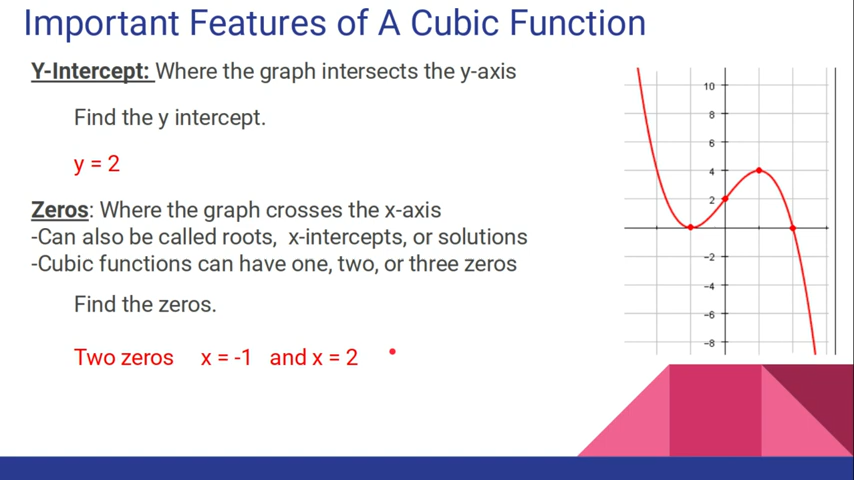 Important Features of A Cubic Function
Y-Intercept: Where the graph intersects the y-axis
Find the y intercept.
y = 2
Zeros: Where the graph crosses the x-axis
-Can also be called roots, x-intercepts, or solutions
-Cubic functions can have one, two, or three zeros
Find the zeros.
Two zeros x = -1 and x = 2
10
8
6
4
2
−2
−4
−6
−8